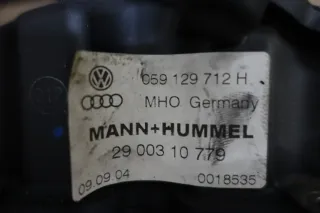 059 129 712 H
MHO Germany
MANN+HUMMEL
29 003 10 779
09.09.04 0018535